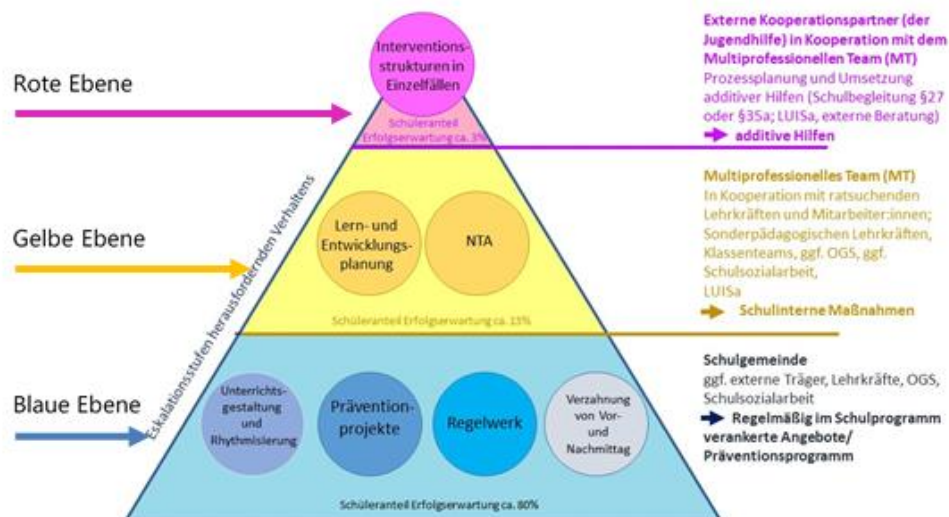 Rote Ebene
Gelbe Ebene
Blaue Ebene
Eskalationsstufen herausfordernden Verhaltens
Interventions-
strukturen in
Einzelfällen
Schüleranteil
Erfolgserwartung ca. 3%
Lern- und
Entwicklungs-
planung
NTA
Schüleranteil Erfolgserwartung ca. 15%
Unterrichts-
gestaltung
und
Rhythmisierung
Prävention-
projekte
Regelwerk
Verzahnung
von Vor-
und
Nachmittag
Schüleranteil Erfolgserwartung ca. 80%
Externe Kooperationspartner (der
Jugendhilfe) in Kooperation mit dem
Multiprofessionellen Team (MT)
Prozessplanung und Umsetzung
additiver Hilfen (Schulbegleitung §27
oder §35a; LUISa, externe Beratung)
additive Hilfen
Multiprofessionelles Team (MT)
In Kooperation mit ratsuchenden
Lehrkräften und Mitarbeiter:innen;
Sonderpädagogischen Lehrkräften,
Klassenteams, ggf. OGS, ggf.
Schulsozialarbeit,
LUISa
Schulinterne Maßnahmen
Schulgemeinde
ggf. externe Träger, Lehrkräfte, OGS,
Schulsozialarbeit
Regelmäßig im Schulprogramm
verankerte Angebote/
Präventionsprogramm